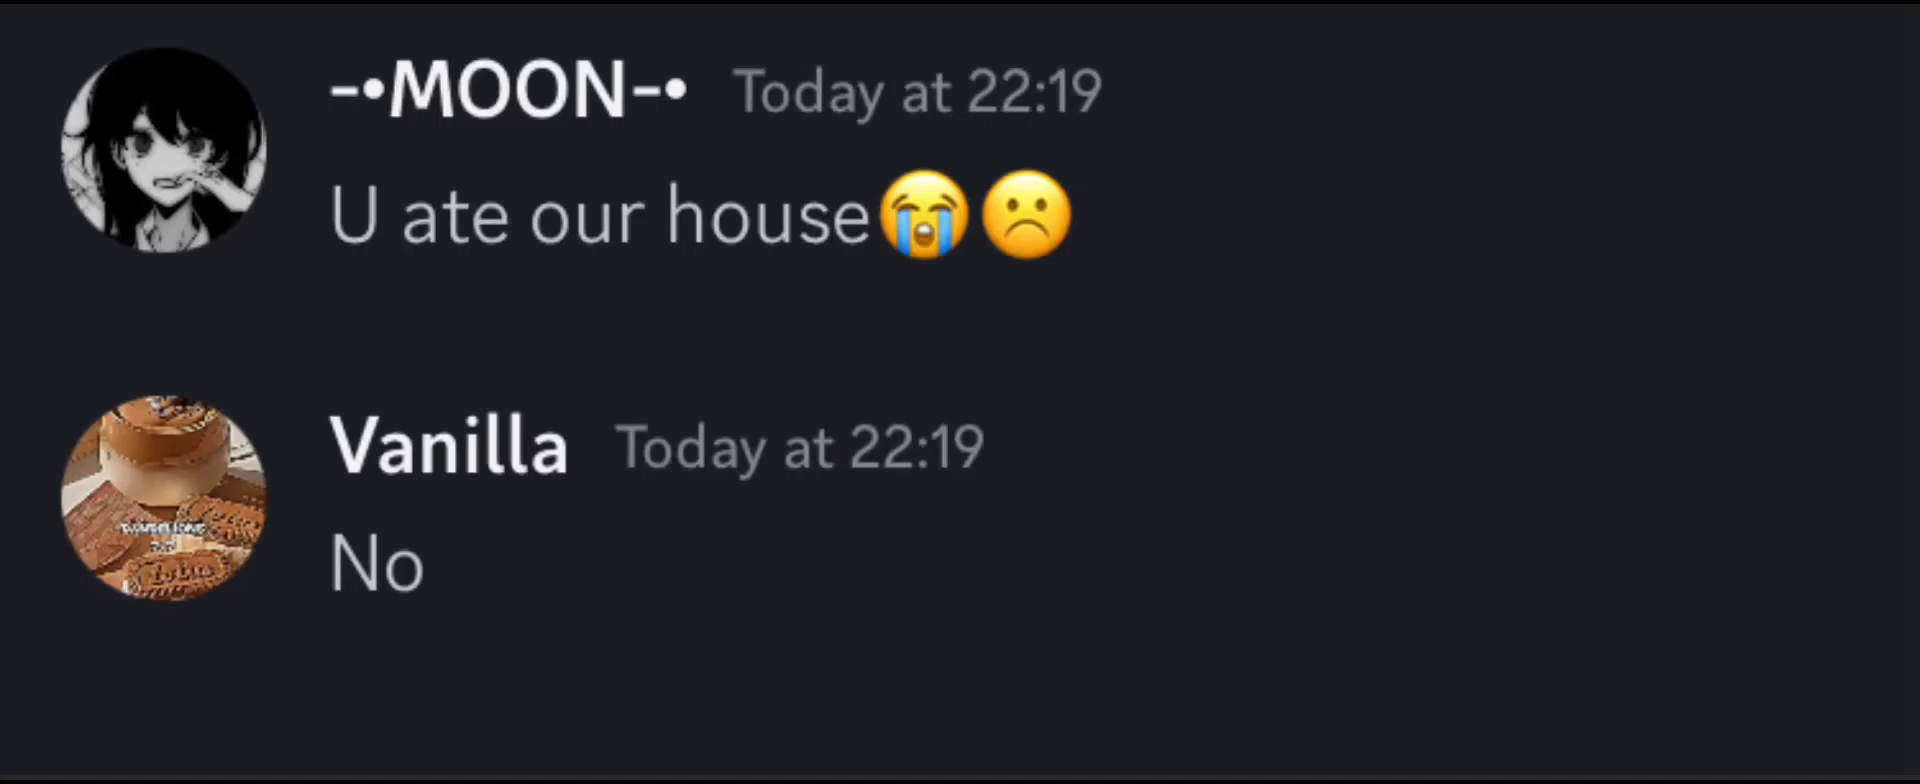 -•MOON-• Today at 22:19
U ate our house😭☹️
Vanilla Today at 22:19
No